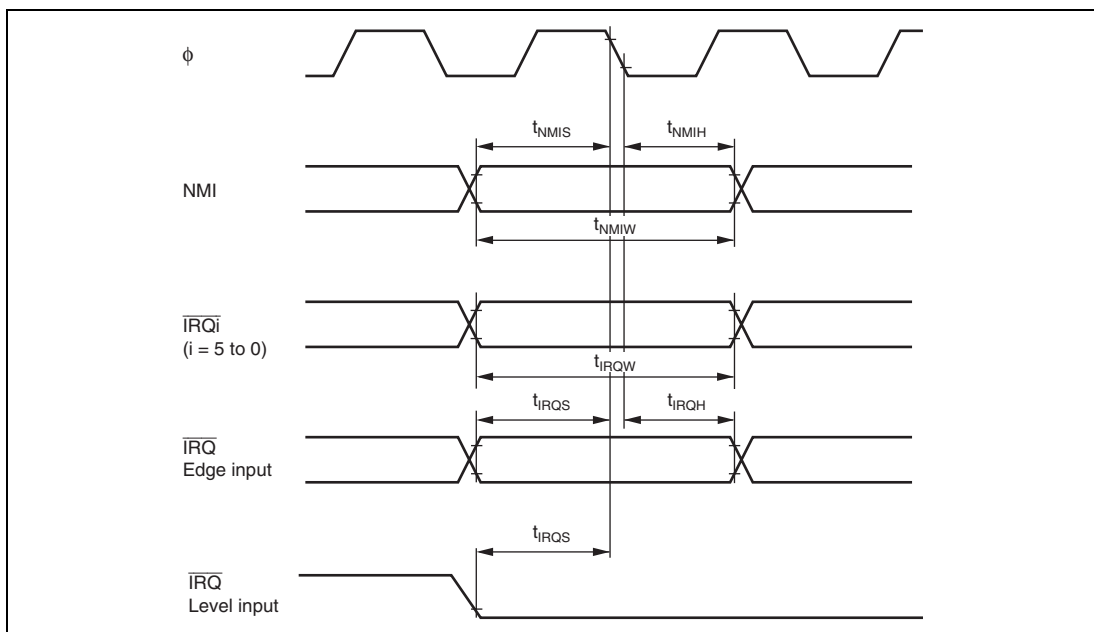 ϕ
tNMIS
tNMIH
NMI
tNMIW
IRQi
(i = 5 to 0)
tIRQW
tIRQS
tIRQH
IRQ
Edge input
tIRQS
IRQ
Level input